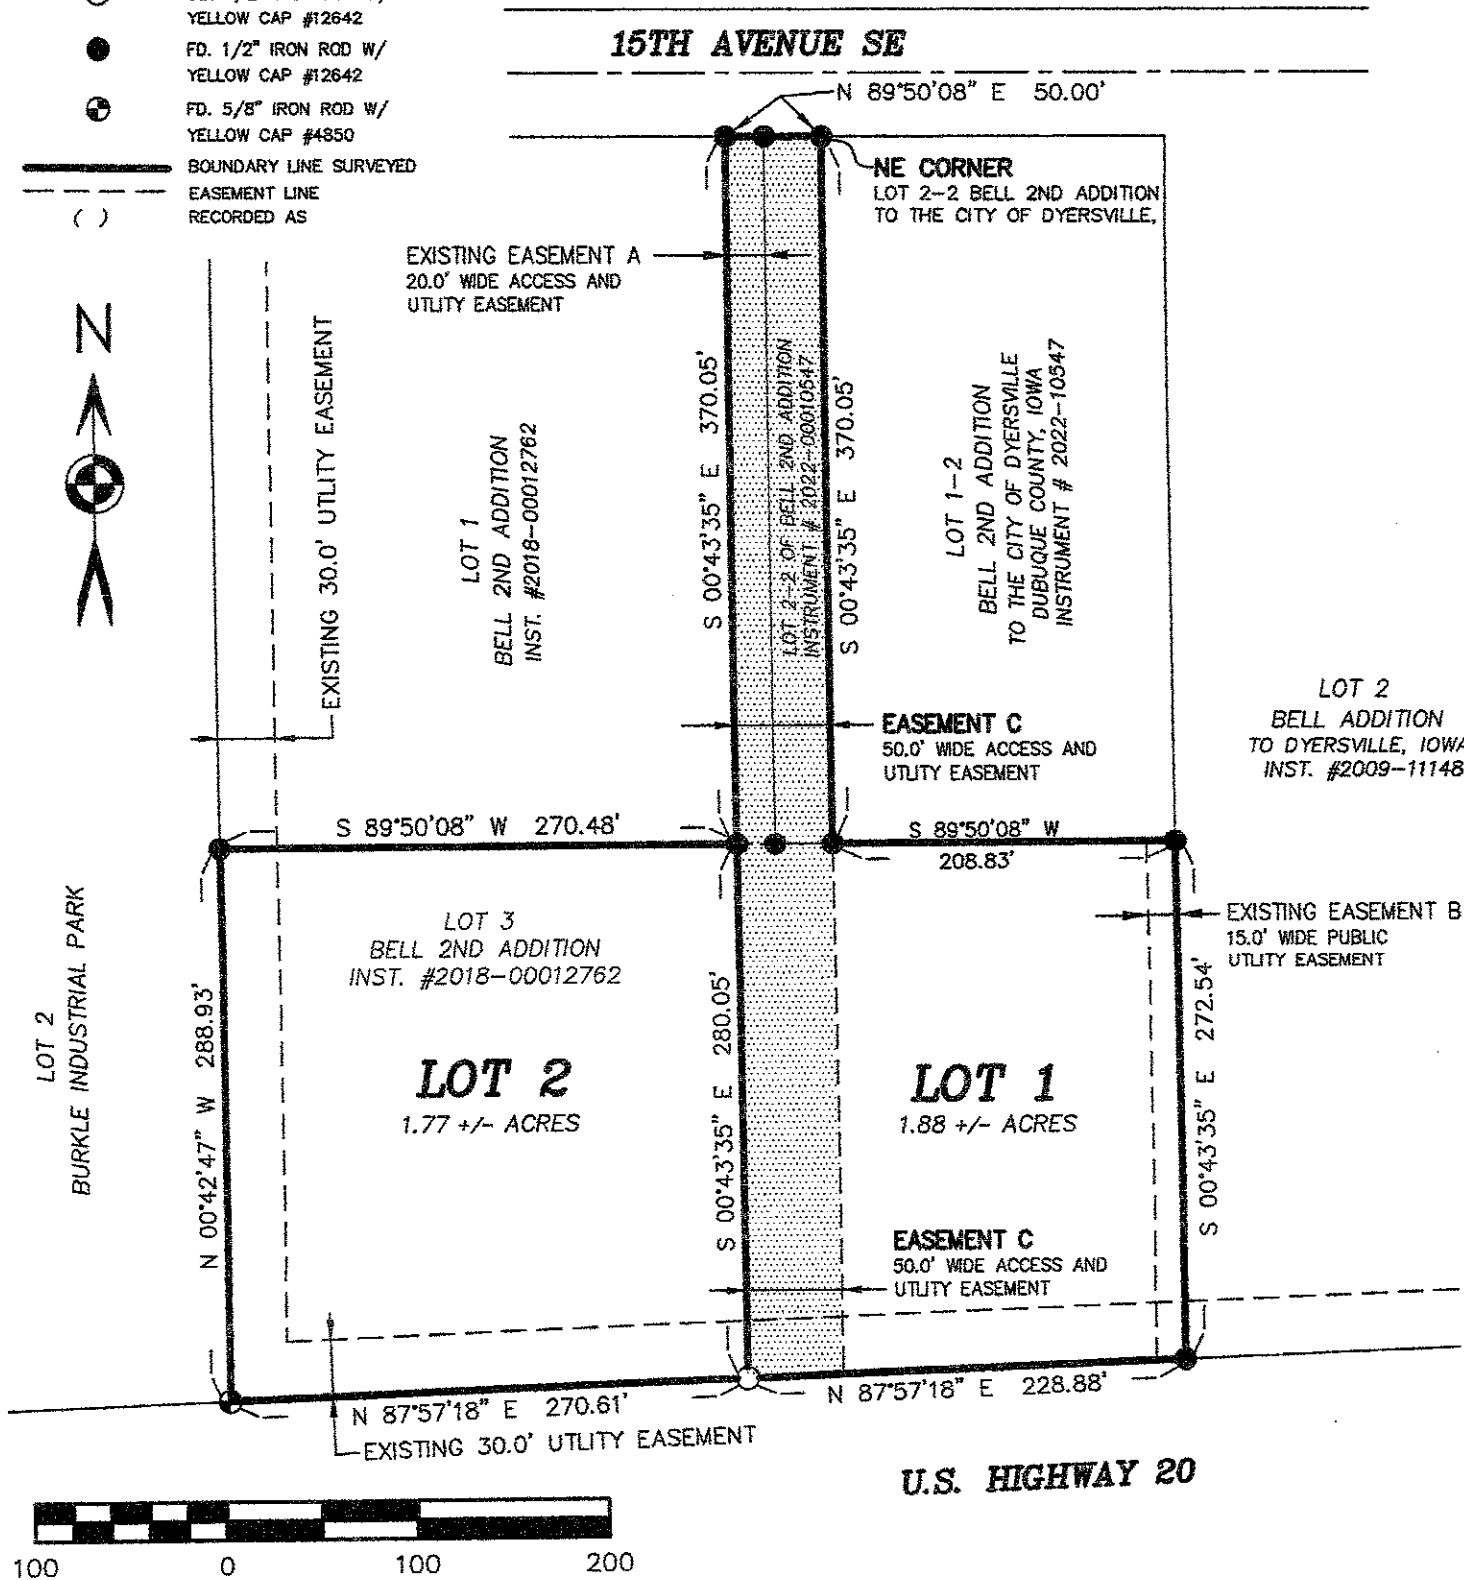 YELLOW CAP #12642
FD. 1/2" IRON ROD W/
YELLOW CAP #12642
FD. 5/8" IRON ROD W/
YELLOW CAP #4850
BOUNDARY LINE SURVEYED
EASEMENT LINE
( ) RECORDED AS
15TH AVENUE SE
N 89°50'08" E 50.00'
NE CORNER
LOT 2-2 BELL 2ND ADDITION
TO THE CITY OF DYERSVILLE,
EXISTING EASEMENT A
20.0' WIDE ACCESS AND
UTLITY EASEMENT
N
EXISTING 30.0' UTLITY EASEMENT
LOT 1
BELL 2ND ADDITION
INST. #2018-00012762
S 00°43'35" E 370.05'
LOT 2-2 OF BELL 2ND ADDITION
INSTRUMENT # 2022-00010547
S 00°43'35" E 370.05'
LOT 1-2
BELL 2ND ADDITION
TO THE CITY OF DYERSVILLE
DUBUQUE COUNTY, IOWA
INSTRUMENT # 2022-10547
LOT 2
BELL ADDITION
TO DYERSVILLE, IOWA
INST. #2009-11148
EASEMENT C
50.0' WIDE ACCESS AND
UTLITY EASEMENT
S 89°50'08" W 270.48'
S 89°50'08" W
208.83'
EXISTING EASEMENT B
15.0' WIDE PUBLIC
UTLITY EASEMENT
LOT 2
BURKLE INDUSTRIAL PARK
N 00°42'47" W 288.93'
LOT 3
BELL 2ND ADDITION
INST. #2018-00012762
LOT 2
1.77 +/- ACRES
S 00°43'35" E 280.05'
LOT 1
1.88 +/- ACRES
S 00°43'35" E 272.54'
EASEMENT C
50.0' WIDE ACCESS AND
UTLITY EASEMENT
N 87°57'18" E 270.61'
N 87°57'18" E 228.88'
EXISTING 30.0' UTLITY EASEMENT
U.S. HIGHWAY 20
100 0 100 200